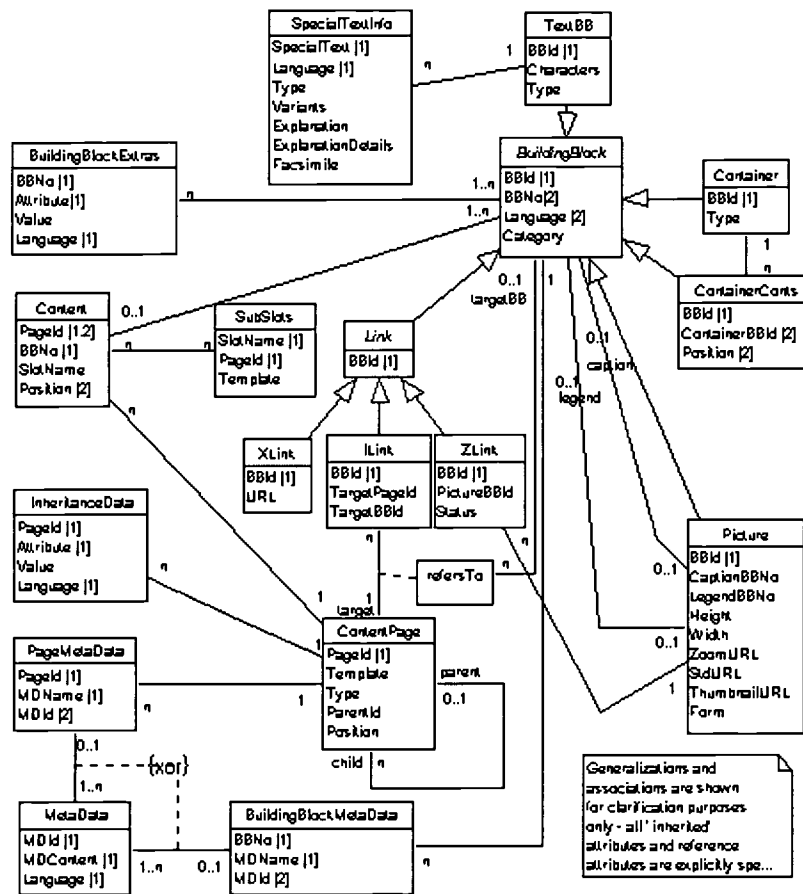 SpecialTextInfo
SpecialText [1]
Language [1]
Type
Variants
Explanation
ExplanationDetails
Facsimile
n
1
TextBB
BBId [1]
Characters
Type
BuildingBlockExtras
BBNo [1]
Attribute [1]
Value
Language [1]
n
1..n
1..n
BuildingBlock
BBId [1]
BBNo[2]
Language [2]
Category
Container
BBId [1]
Type
1
n
ContainerConts
BBId [1]
ContainerBBId [2]
Position [2]
Content
PageId [1,2]
BBNo [1]
SlotName
Position [2]
0..1
n
n
n
SubSlots
SlotName [1]
PageId [1]
Template
Link
BBId [1]
0..1
targetBB
1
0..1
caption
0..1
legend
XLink
BBId [1]
URL
ILink
BBId [1]
TargetPageId
TargetBBId
ZLink
BBId [1]
PictureBBId
Status
n
n
n
refersTo
InheritanceData
PageId [1]
Attribute [1]
Value
Language [1]
n
Picture
BBId [1]
CaptionBBNo
LegendBBNo
Height
Width
ZoomURL
StdURL
ThumbnailURL
Form
0..1
0..1
1
1
1
target
1
ContentPage
PageId [1]
Template
Type
ParentId
Position
parent
0..1
child
n
PageMetaData
PageId [1]
MDName [1]
MDId [2]
n
1
0..1
{xor}
1..n
MetaData
MDId [1]
MDContent [1]
Language [1]
1..n
0..1
BuildingBlockMetaData
BBNo [1]
MDName [1]
MDId [2]
n
Generalizations and
associations are shown
for clarification purposes
only - all 'inherited'
attributes and reference
attributes are explicitly spe...